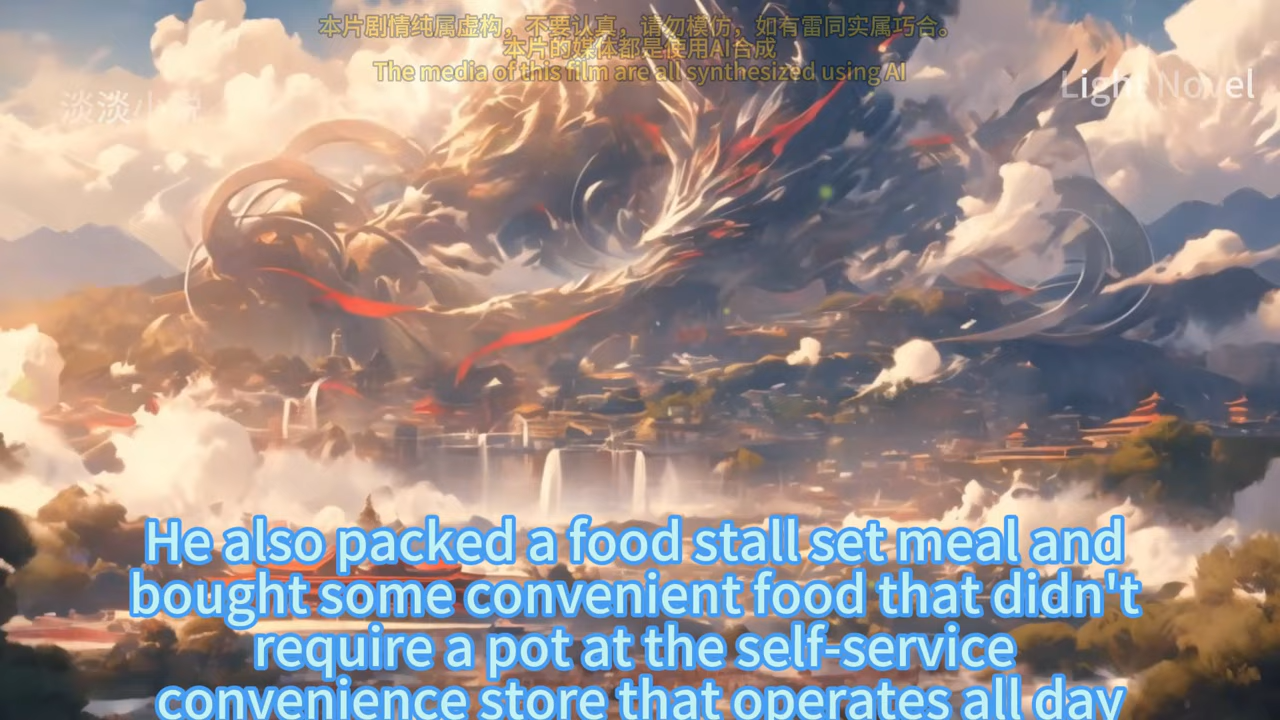 本片剧情纯属虚构，不要认真，请勿模仿，如有雷同实属巧合。
本片的媒体都是使用AI合成
The media of this film are all synthesized using AI
淡淡小说
Light Novel
He also packed a food stall set meal and
bought some convenient food that didn't
require a pot at the self-service
convenience store that operates all day